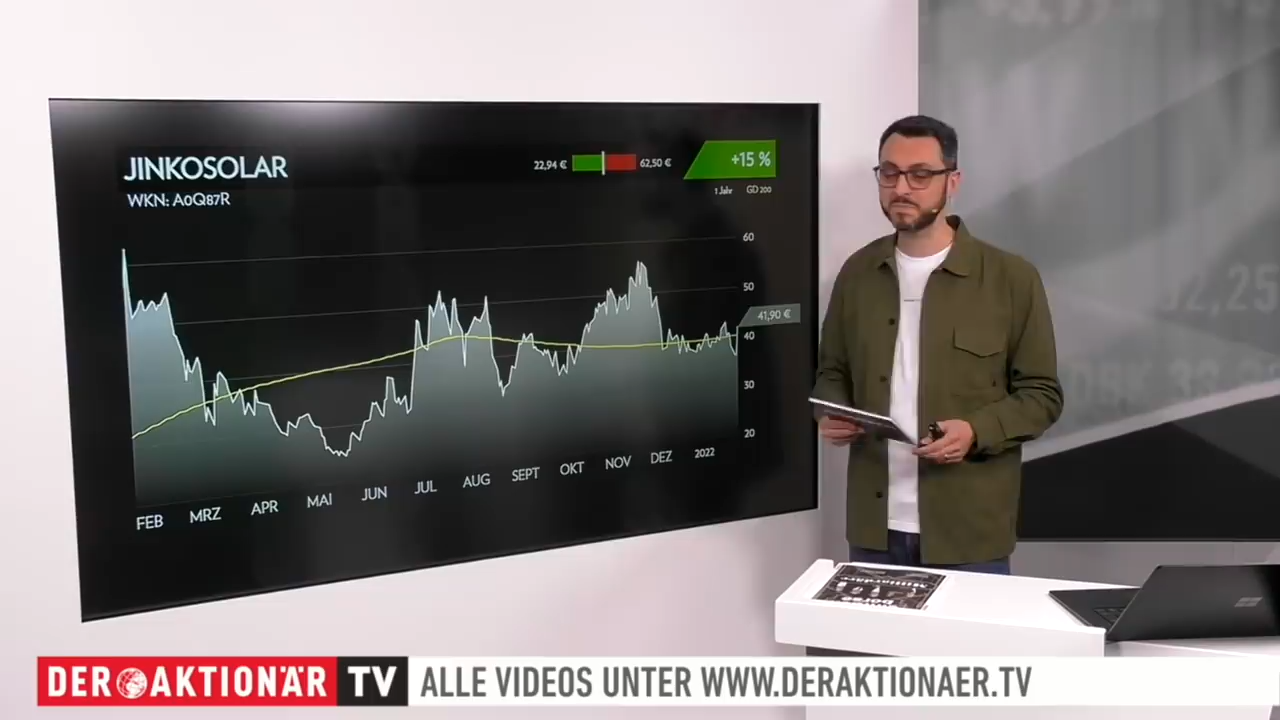 JINKOSOLAR
WKN: A0Q87R
22,94 € 62,50 €
+15 %
1 Jahr GD 200
60
50
41,90 €
40
30
20
FEB MRZ APR MAI JUN JUL AUG SEPT OKT NOV DEZ 2022
DER AKTIONÄR TV
ALLE VIDEOS UNTER WWW.DERAKTIONAER.TV